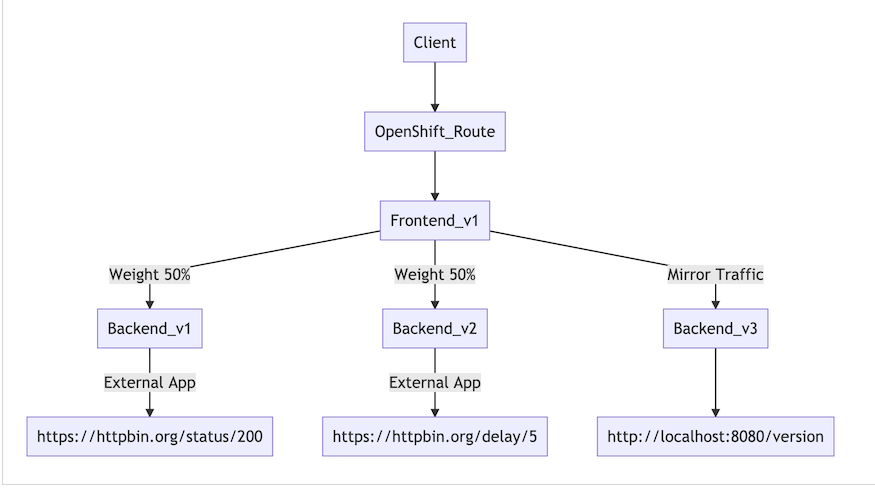 Client
OpenShift_Route
Frontend_v1
Weight 50%
Weight 50%
Mirror Traffic
Backend_v1
Backend_v2
Backend_v3
External App
External App
https://httpbin.org/status/200
https://httpbin.org/delay/5
http://localhost:8080/version